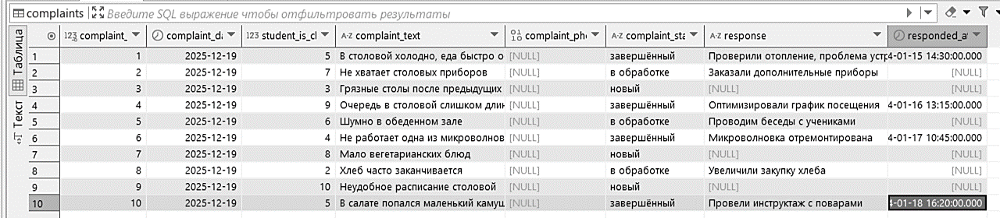 complaints Введите SQL выражение чтобы отфильтровать результаты
Таблица
Текст
123 complaint_ complaint_da 123 student_is_cl A-Z complaint_text complaint_pho A-Z complaint_sta A-Z response responded_at
1 1 2025-12-19 5 В столовой холодно, еда быстро о [NULL] завершённый Проверили отопление, проблема устр 4-01-15 14:30:00.000
2 2 2025-12-19 7 Не хватает столовых приборов [NULL] в обработке Заказали дополнительные приборы [NULL]
3 3 2025-12-19 3 Грязные столы после предыдущих [NULL] новый [NULL] [NULL]
4 4 2025-12-19 9 Очередь в столовой слишком длин [NULL] завершённый Оптимизировали график посещения 4-01-16 13:15:00.000
5 5 2025-12-19 6 Шумно в обеденном зале [NULL] в обработке Проводим беседы с учениками [NULL]
6 6 2025-12-19 4 Не работает одна из микроволнов [NULL] завершённый Микроволновка отремонтирована 4-01-17 10:45:00.000
7 7 2025-12-19 8 Мало вегетарианских блюд [NULL] новый [NULL] [NULL]
8 8 2025-12-19 2 Хлеб часто заканчивается [NULL] в обработке Увеличили закупку хлеба [NULL]
9 9 2025-12-19 10 Неудобное расписание столовой [NULL] новый [NULL] [NULL]
10 10 2025-12-19 5 В салате попался маленький камуш [NULL] завершённый Провели инструктаж с поварами 4-01-18 16:20:00.000